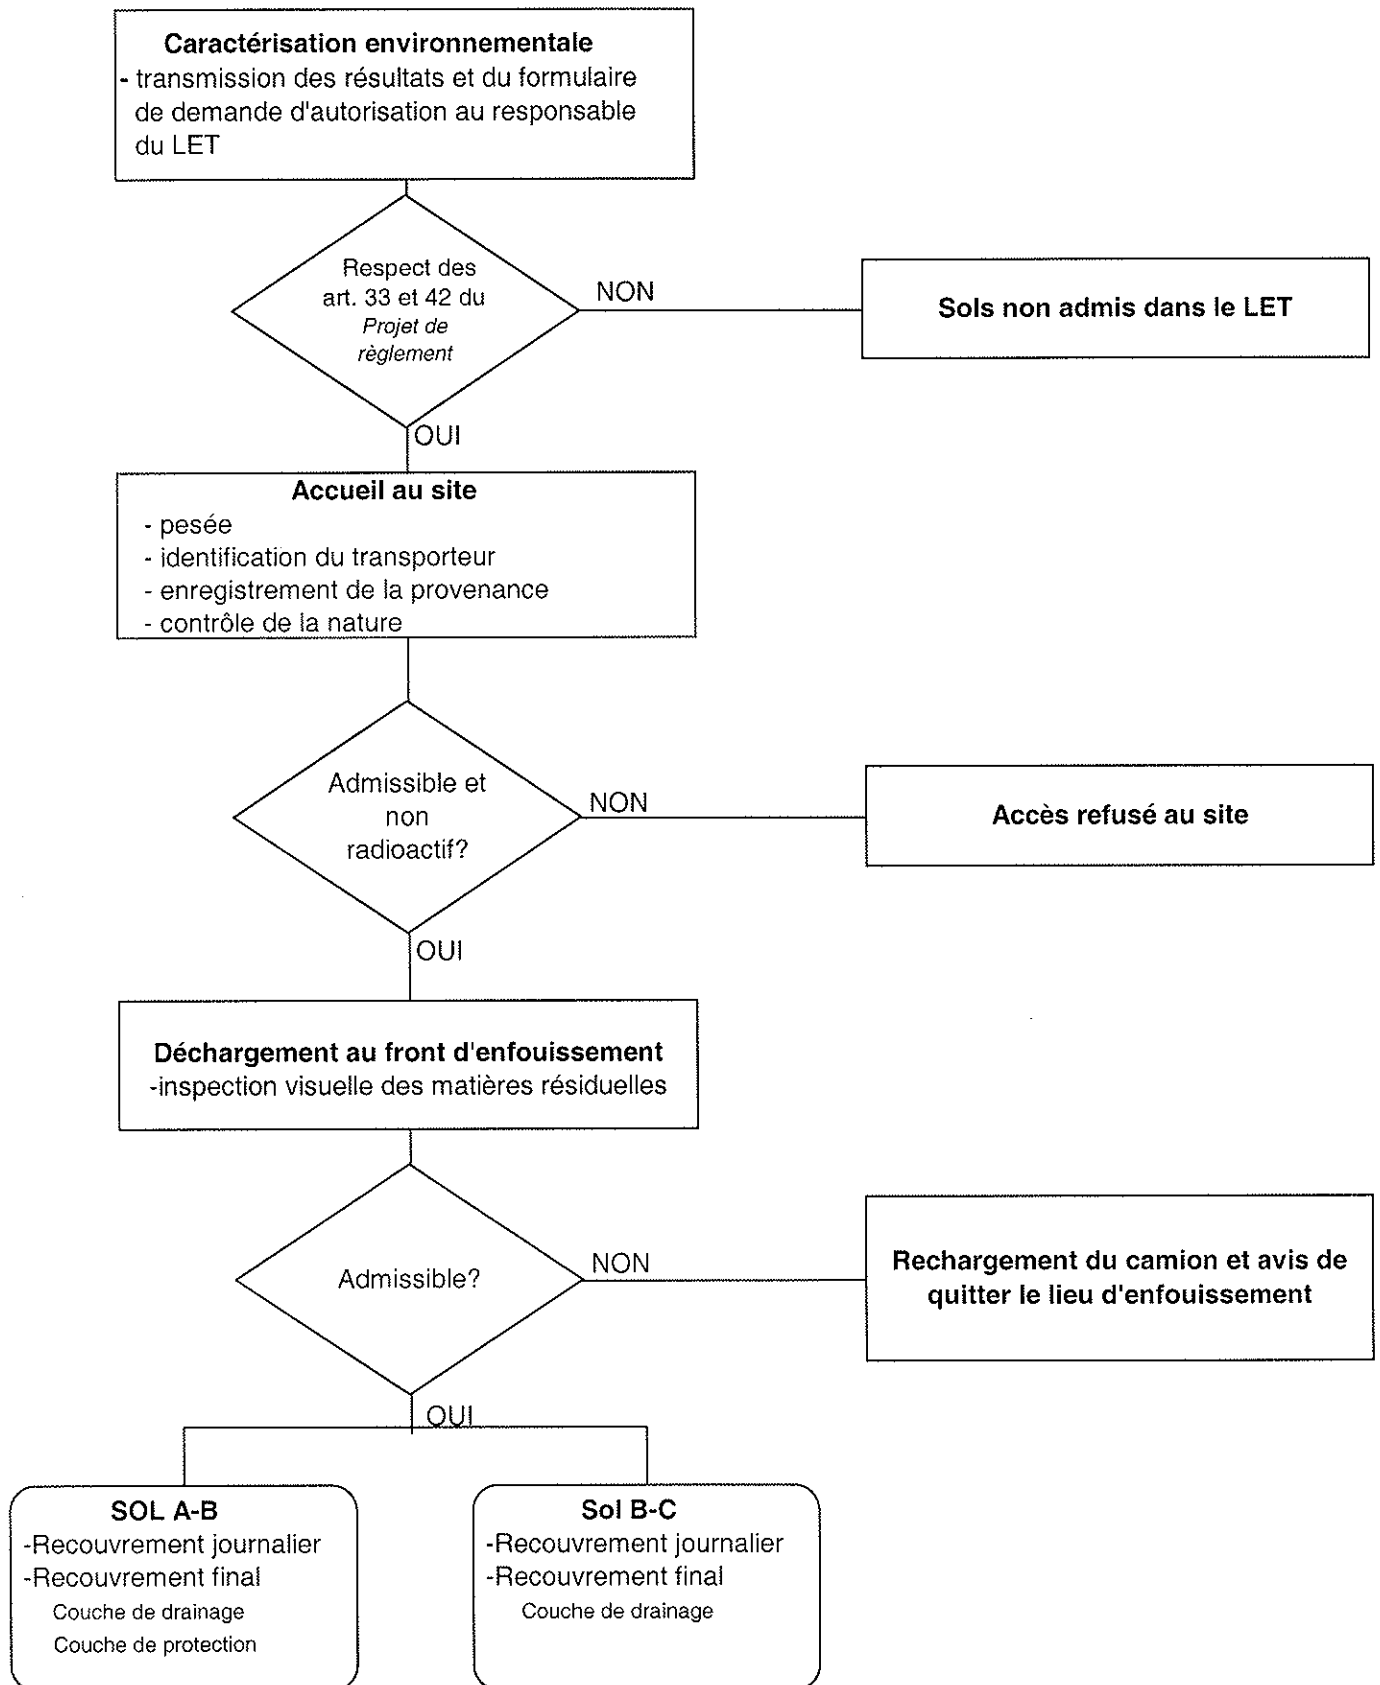 Caractérisation environnementale
- transmission des résultats et du formulaire
de demande d'autorisation au responsable
du LET
Respect des
art. 33 et 42 du
Projet de
règlement
NON
Sols non admis dans le LET
OUI
Accueil au site
- pesée
- identification du transporteur
- enregistrement de la provenance
- contrôle de la nature
Admissible et
non
radioactif?
NON
Accès refusé au site
OUI
Déchargement au front d'enfouissement
-inspection visuelle des matières résiduelles
Admissible?
NON
Rechargement du camion et avis de
quitter le lieu d'enfouissement
OUI
SOL A-B
-Recouvrement journalier
-Recouvrement final
Couche de drainage
Couche de protection
Sol B-C
-Recouvrement journalier
-Recouvrement final
Couche de drainage